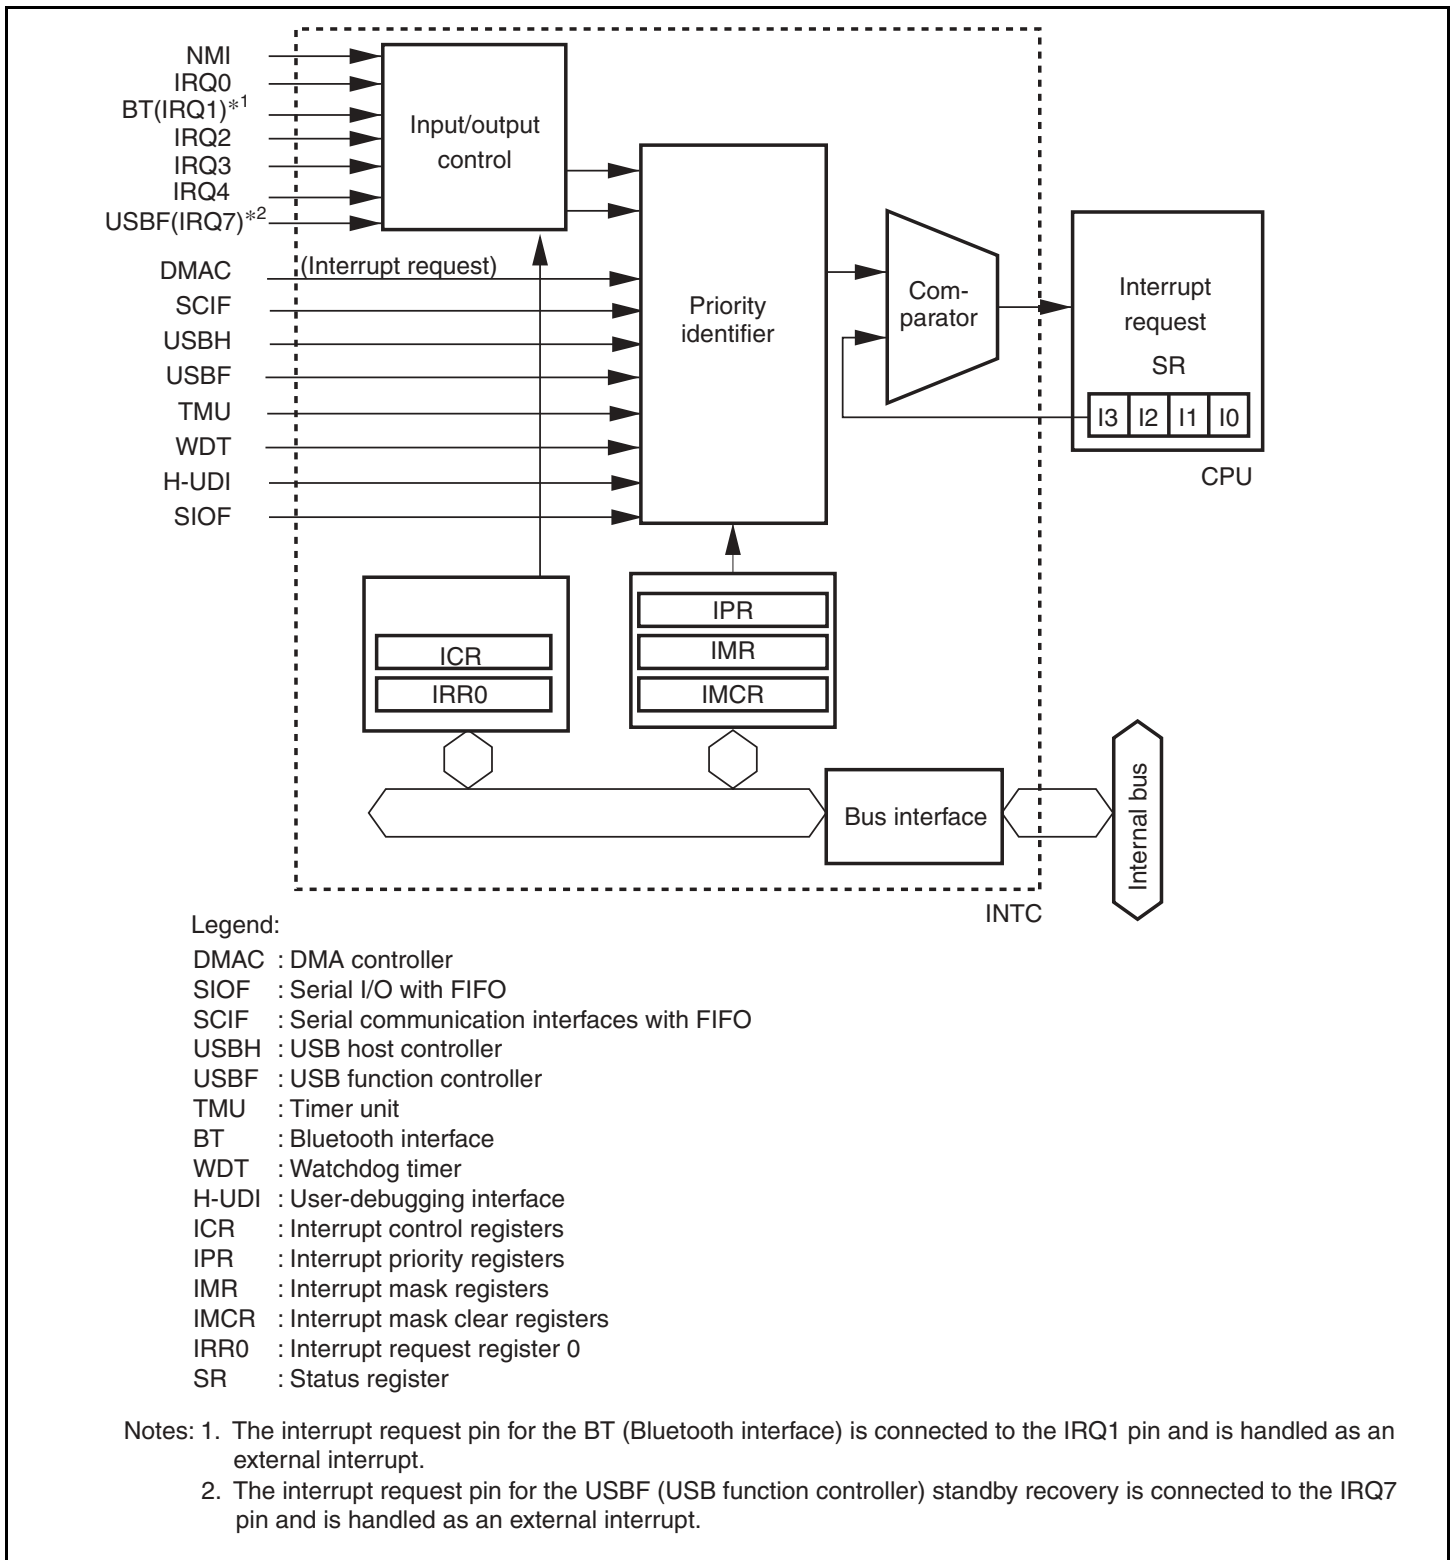 NMI
IRQ0
BT(IRQ1)*1
IRQ2
IRQ3
IRQ4
USBF(IRQ7)*2
DMAC
SCIF
USBH
USBF
TMU
WDT
H-UDI
SIOF
Input/output
control
(Interrupt request)
Priority
identifier
Com-
parator
Interrupt
request
SR
I3 I2 I1 I0
CPU
ICR
IRR0
IPR
IMR
IMCR
Bus interface
Internal bus
INTC
Legend:
DMAC : DMA controller
SIOF : Serial I/O with FIFO
SCIF : Serial communication interfaces with FIFO
USBH : USB host controller
USBF : USB function controller
TMU : Timer unit
BT : Bluetooth interface
WDT : Watchdog timer
H-UDI : User-debugging interface
ICR : Interrupt control registers
IPR : Interrupt priority registers
IMR : Interrupt mask registers
IMCR : Interrupt mask clear registers
IRR0 : Interrupt request register 0
SR : Status register
Notes: 1. The interrupt request pin for the BT (Bluetooth interface) is connected to the IRQ1 pin and is handled as an
external interrupt.
2. The interrupt request pin for the USBF (USB function controller) standby recovery is connected to the IRQ7
pin and is handled as an external interrupt.